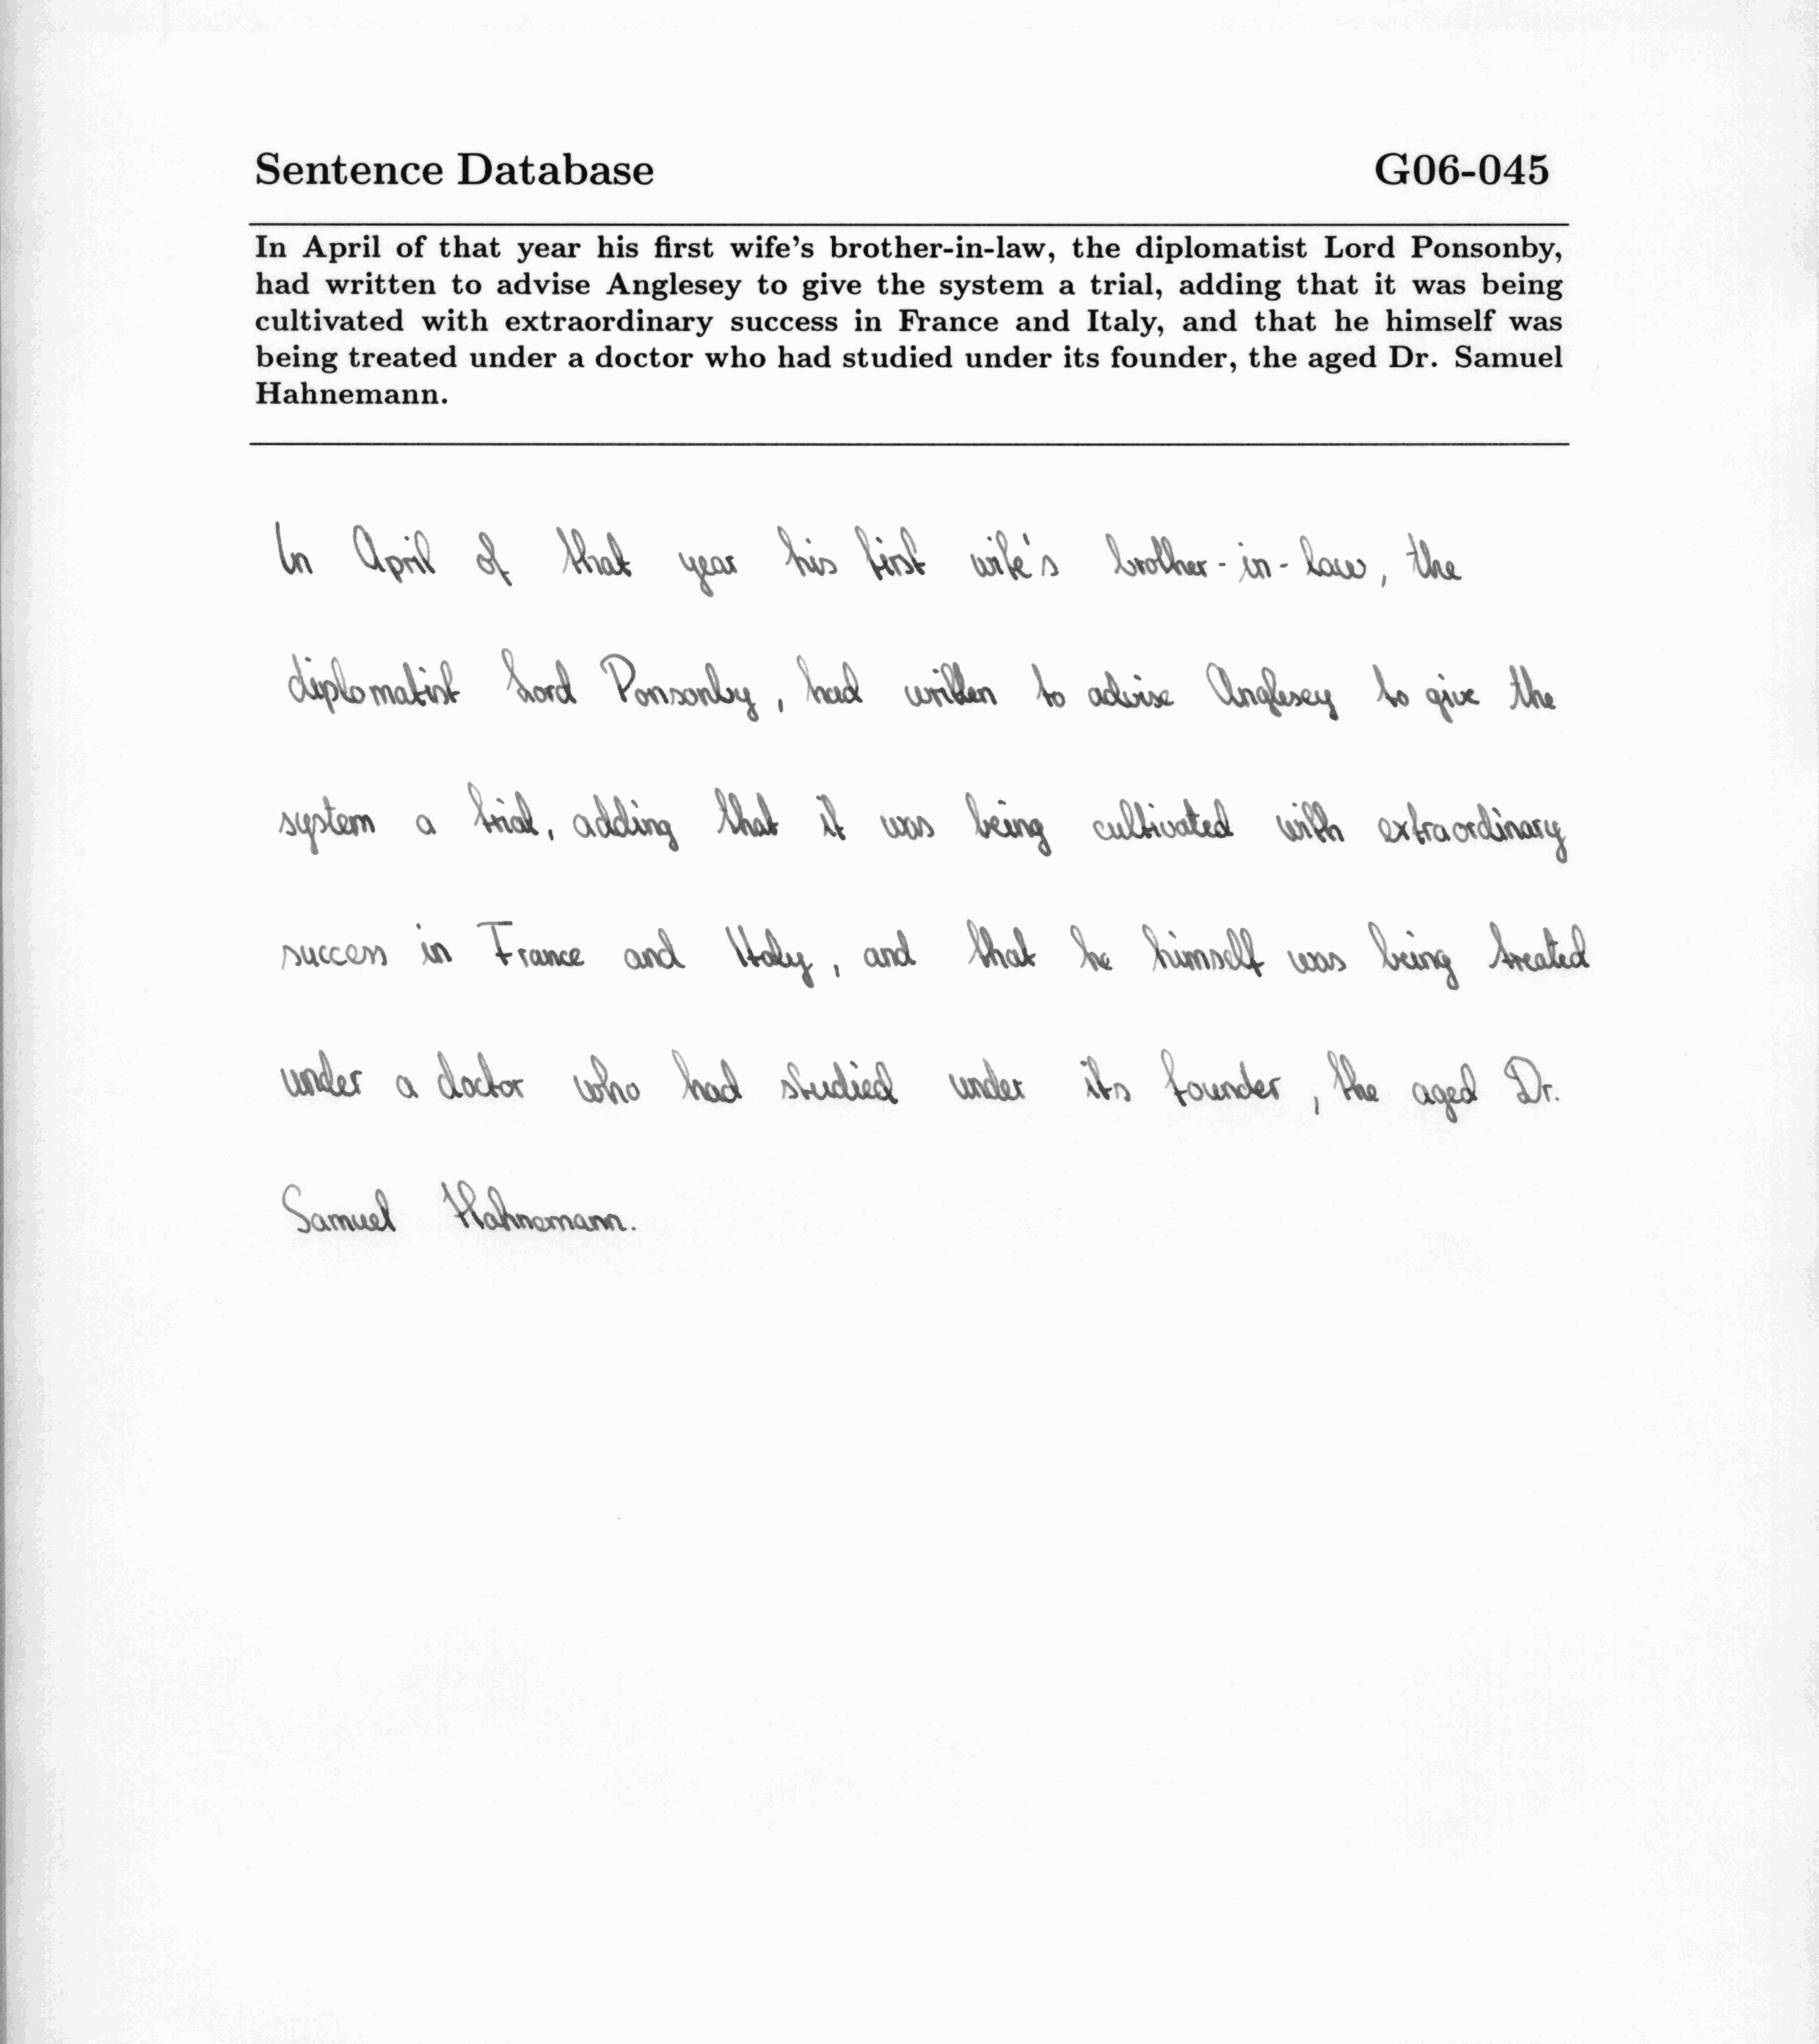 Sentence Database G06-045
In April of that year his first wife's brother-in-law, the diplomatist Lord Ponsonby,
had written to advise Anglesey to give the system a trial, adding that it was being
cultivated with extraordinary success in France and Italy, and that he himself was
being treated under a doctor who had studied under its founder, the aged Dr. Samuel
Hahnemann.
In April of that year his first wife's brother-in-law, the
diplomatist Lord Ponsonby, had written to advise Anglesey to give the
system a trial, adding that it was being cultivated with extraordinary
success in France and Italy, and that he himself was being treated
under a doctor who had studied under its founder, the aged Dr.
Samuel Hahnemann.